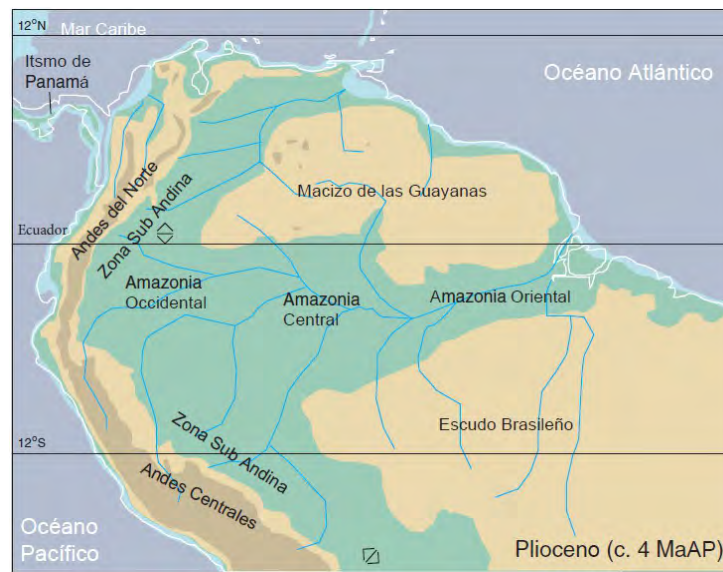 12°N
Mar Caribe
Itsmo de
Panamá
Océano Atlántico
Andes del Norte
Zona Sub Andina
Macizo de las Guayanas
Ecuador
Amazonia
Occidental
Amazonia
Central
Amazonia Oriental
Zona Sub Andina
Escudo Brasileño
12°S
Andes Centrales
Océano
Pacífico
Plioceno (c. 4 MaAP)